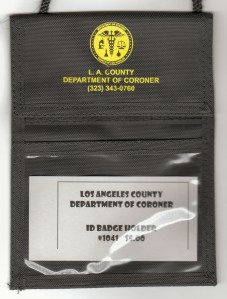 L. A. COUNTY
DEPARTMENT OF CORONER
(323) 343-0760
LOS ANGELES COUNTY
DEPARTMENT OF CORONER
ID BADGE HOLDER
#1041 $5.00